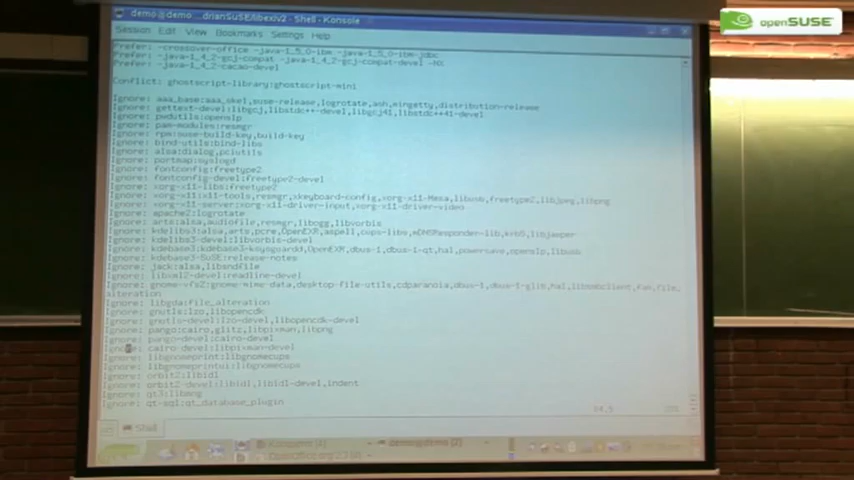 demo@demo ...drianSUSE/libexiv2 - Shell - Konsole
openSUSE
Session Edit View Bookmarks Settings Help
Prefer: -crossover-office -java-1_5_0-ibm -java-1_5_0-ibm-jdbc
Prefer: -java-1_4_2-gcj-compat -java-1_4_2-gcj-compat-devel -NX
Prefer: -java-1_4_2-cacao-devel
Conflict: ghostscript-library:ghostscript-mini
Ignore: aaa_base:aaa_skel,suse-release,logrotate,ash,mingetty,distribution-release
Ignore: gettext-devel:libgcj,libstdc++-devel,libgcj41,libstdc++41-devel
Ignore: pwdutils:openslp
Ignore: pam-modules:resmgr
Ignore: rpm:suse-build-key,build-key
Ignore: bind-utils:bind-libs
Ignore: alsa:dialog,pciutils
Ignore: portmap:syslogd
Ignore: fontconfig:freetype2
Ignore: fontconfig-devel:freetype2-devel
Ignore: xorg-x11-libs:freetype2
Ignore: xorg-x11:x11-tools,resmgr,xkeyboard-config,xorg-x11-Mesa,libusb,freetype2,libjpeg,libpng
Ignore: xorg-x11-server:xorg-x11-driver-input,xorg-x11-driver-video
Ignore: apache2:logrotate
Ignore: arts:alsa,audiofile,resmgr,libogg,libvorbis
Ignore: kdelibs3:alsa,arts,pcre,OpenEXR,aspell,cups-libs,mDNSResponder-lib,krb5,libjasper
Ignore: kdelibs3-devel:libvorbis-devel
Ignore: kdebase3:kdebase3-ksysguardd,OpenEXR,dbus-1,dbus-1-qt,hal,powersave,openslp,libusb
Ignore: kdebase3-SuSE:release-notes
Ignore: jack:alsa,libsndfile
Ignore: libxml2-devel:readline-devel
Ignore: gnome-vfs2:gnome-mime-data,desktop-file-utils,cdparanoia,dbus-1,dbus-1-glib,hal,libsmbclient,fam,file_
alteration
Ignore: libgda:file_alteration
Ignore: gnutls:lzo,libopencdk
Ignore: gnutls-devel:lzo-devel,libopencdk-devel
Ignore: pango:cairo,glitz,libpixman,libpng
Ignore: pango-devel:cairo-devel
Ignore: cairo-devel:libpixman-devel
Ignore: libgnomeprint:libgnomecups
Ignore: libgnomeprintui:libgnomecups
Ignore: orbit2:libidl
Ignore: orbit2-devel:libidl,libidl-devel,indent
Ignore: qt3:libmng
Ignore: qt-sql:qt_database_plugin
Shell